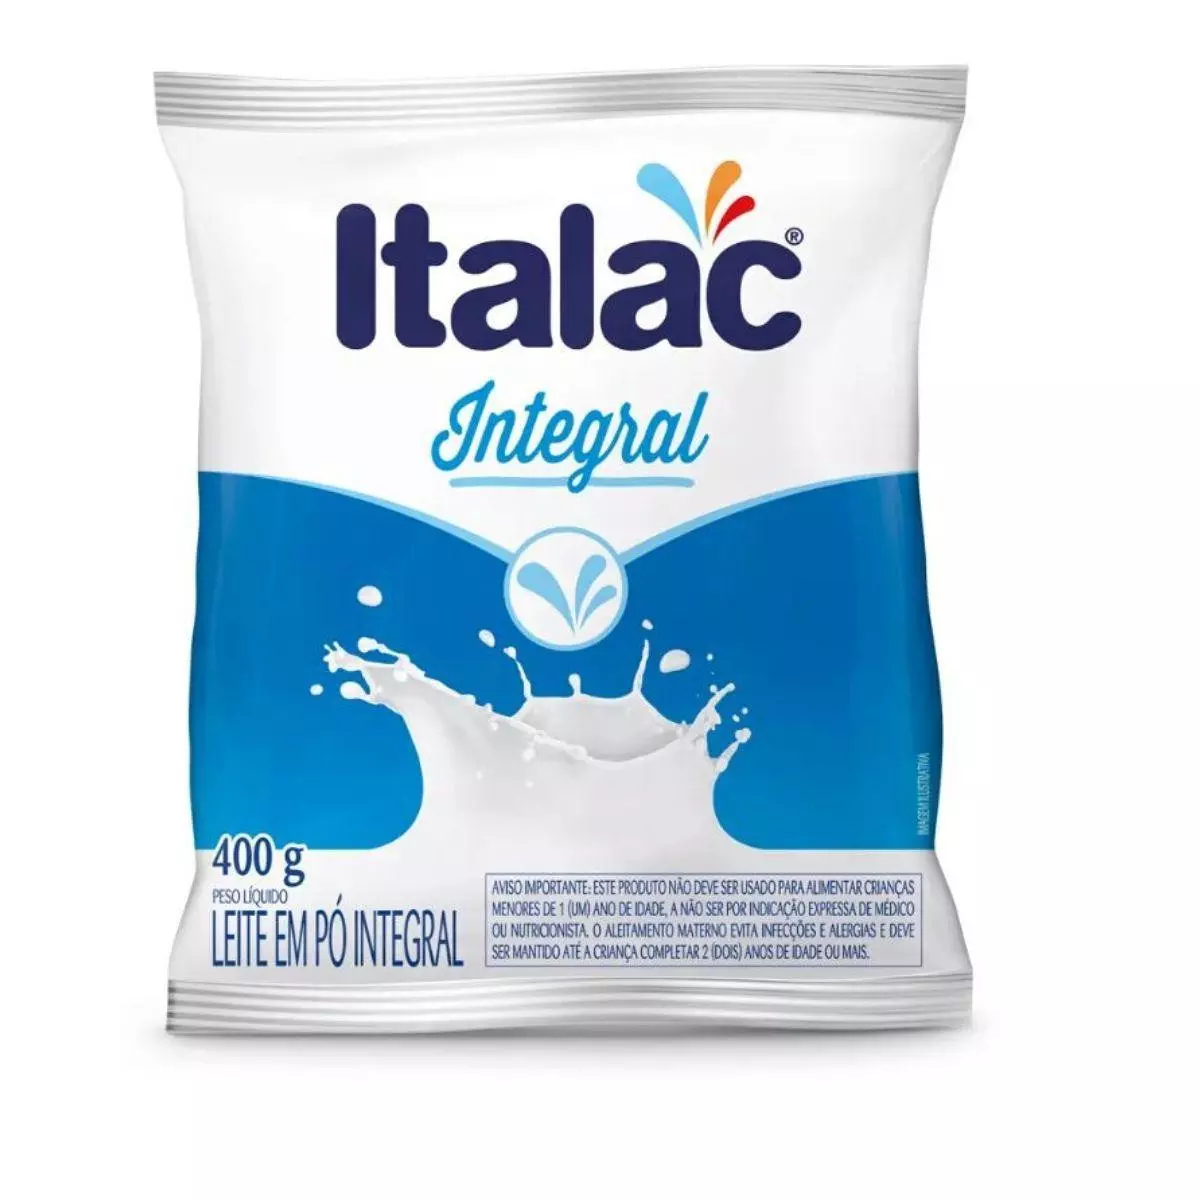 Italac®
Integral
IMAGEM ILUSTRATIVA
400 g
PESO LÍQUIDO
LEITE EM PÓ INTEGRAL
AVISO IMPORTANTE: ESTE PRODUTO NÃO DEVE SER USADO PARA ALIMENTAR CRIANÇAS
MENORES DE 1 (UM) ANO DE IDADE, A NÃO SER POR INDICAÇÃO EXPRESSA DE MÉDICO
OU NUTRICIONISTA. O ALEITAMENTO MATERNO EVITA INFECÇÕES E ALERGIAS E DEVE
SER MANTIDO ATÉ A CRIANÇA COMPLETAR 2 (DOIS) ANOS DE IDADE OU MAIS.